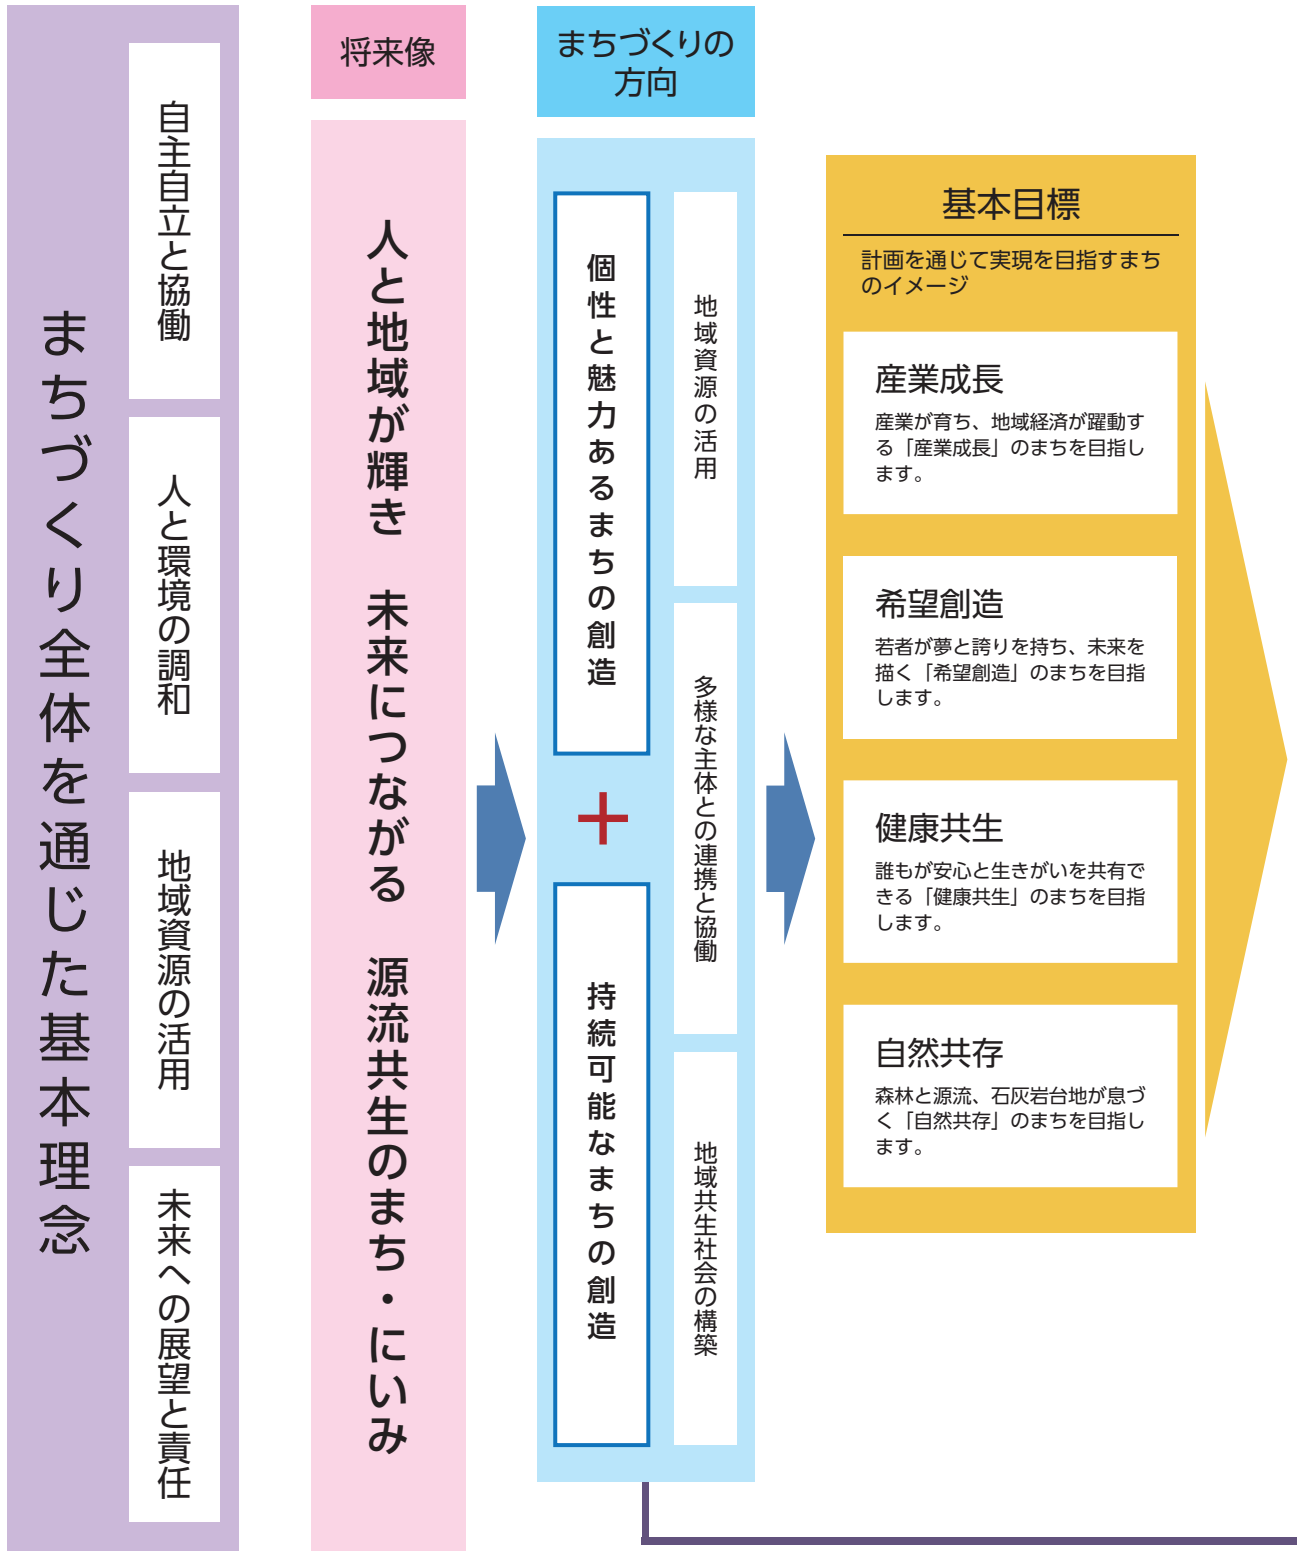 まちづくり全体を通じた基本理念
自主自立と協働
人と環境の調和
地域資源の活用
未来への展望と責任
将来像
人と地域が輝き　未来につながる　源流共生のまち・にいみ
まちづくりの
方向
個性と魅力あるまちの創造
＋
持続可能なまちの創造
地域資源の活用
多様な主体との連携と協働
地域共生社会の構築
基本目標
計画を通じて実現を目指すまち
のイメージ
産業成長
産業が育ち、地域経済が躍動す
る「産業成長」のまちを目指し
ます。
希望創造
若者が夢と誇りを持ち、未来を
描く「希望創造」のまちを目指
します。
健康共生
誰もが安心と生きがいを共有で
きる「健康共生」のまちを目指
します。
自然共存
森林と源流、石灰岩台地が息づ
く「自然共存」のまちを目指し
ます。